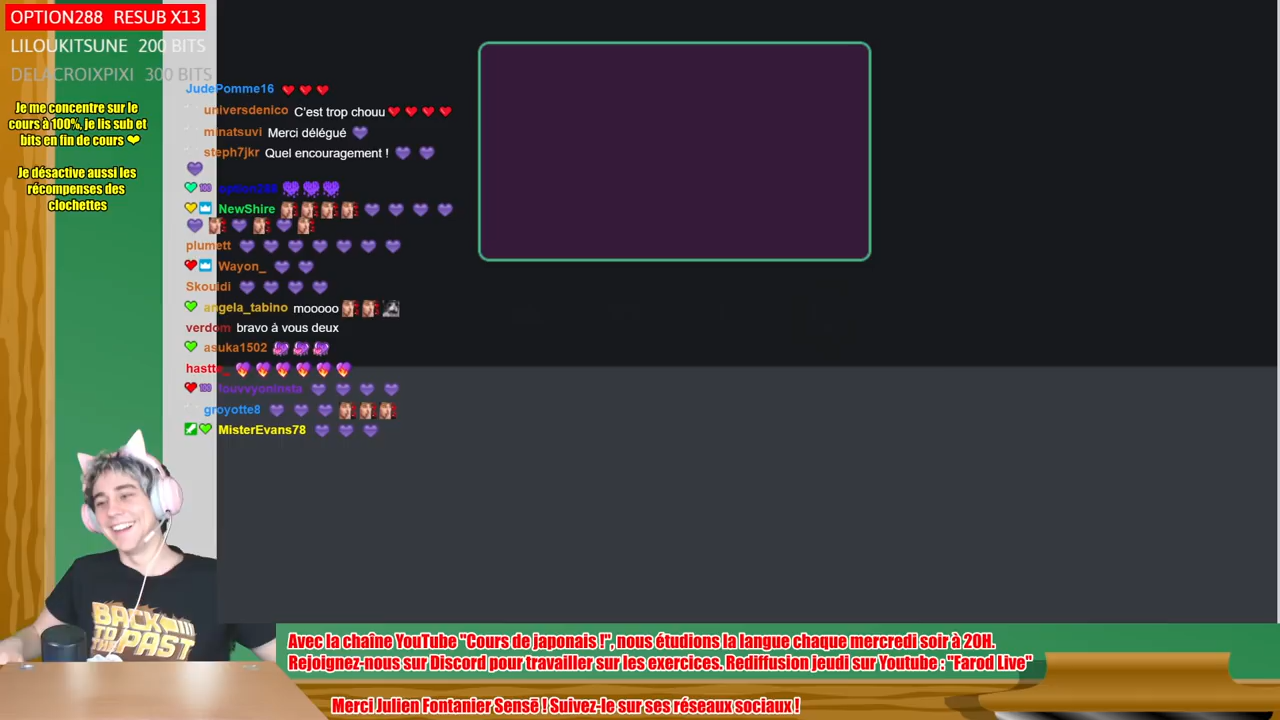 OPTION288 RESUB X13
LILOUKITSUNE 200 BITS
DELACROIXPIXI 300 BITS
Je me concentre sur le
cours à 100%, je lis sub et
bits en fin de cours ❤
Je désactive aussi les
récompenses des
clochettes
JudePomme16
universdenico C'est trop chouu
minatsuvi Merci délégué
steph7jkr Quel encouragement !
option288
NewShire
plumett
Wayon_
Skouidi
angela_tabino mooooo
verdom bravo à vous deux
asuka1502
hastte_
louvvyoninsta
groyotte8
MisterEvans78
BACK
TO THE
PAST
Avec la chaîne YouTube "Cours de japonais !", nous étudions la langue chaque mercredi soir à 20H.
Rejoignez-nous sur Discord pour travailler sur les exercices. Rediffusion jeudi sur Youtube : "Farod Live"
Merci Julien Fontanier Sensē ! Suivez-le sur ses réseaux sociaux !